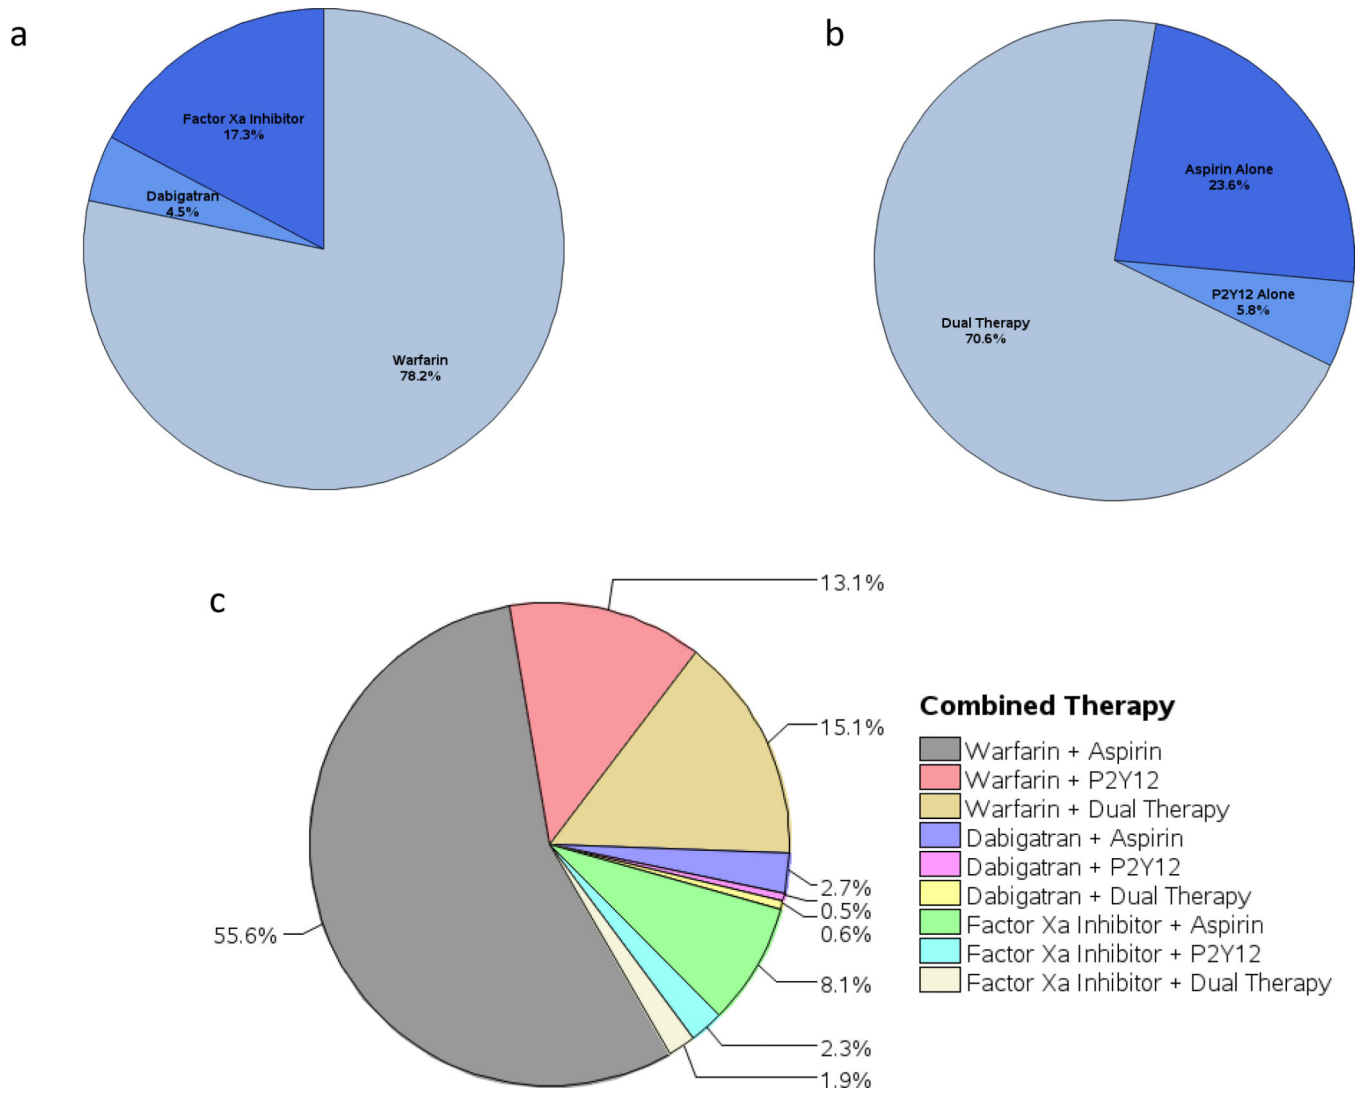 a
Factor Xa Inhibitor
17.3%
Dabigatran
4.5%
Warfarin
78.2%
b
Aspirin Alone
23.6%
P2Y12 Alone
5.8%
Dual Therapy
70.6%
c
13.1%
15.1%
2.7%
0.5%
0.6%
8.1%
2.3%
1.9%
55.6%
Combined Therapy
Warfarin + Aspirin
Warfarin + P2Y12
Warfarin + Dual Therapy
Dabigatran + Aspirin
Dabigatran + P2Y12
Dabigatran + Dual Therapy
Factor Xa Inhibitor + Aspirin
Factor Xa Inhibitor + P2Y12
Factor Xa Inhibitor + Dual Therapy